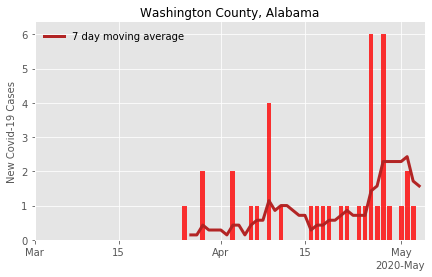 Washington County, Alabama
7 day moving average
New Covid-19 Cases
6
5
4
3
2
1
0
Mar
15
Apr
15
May
2020-May